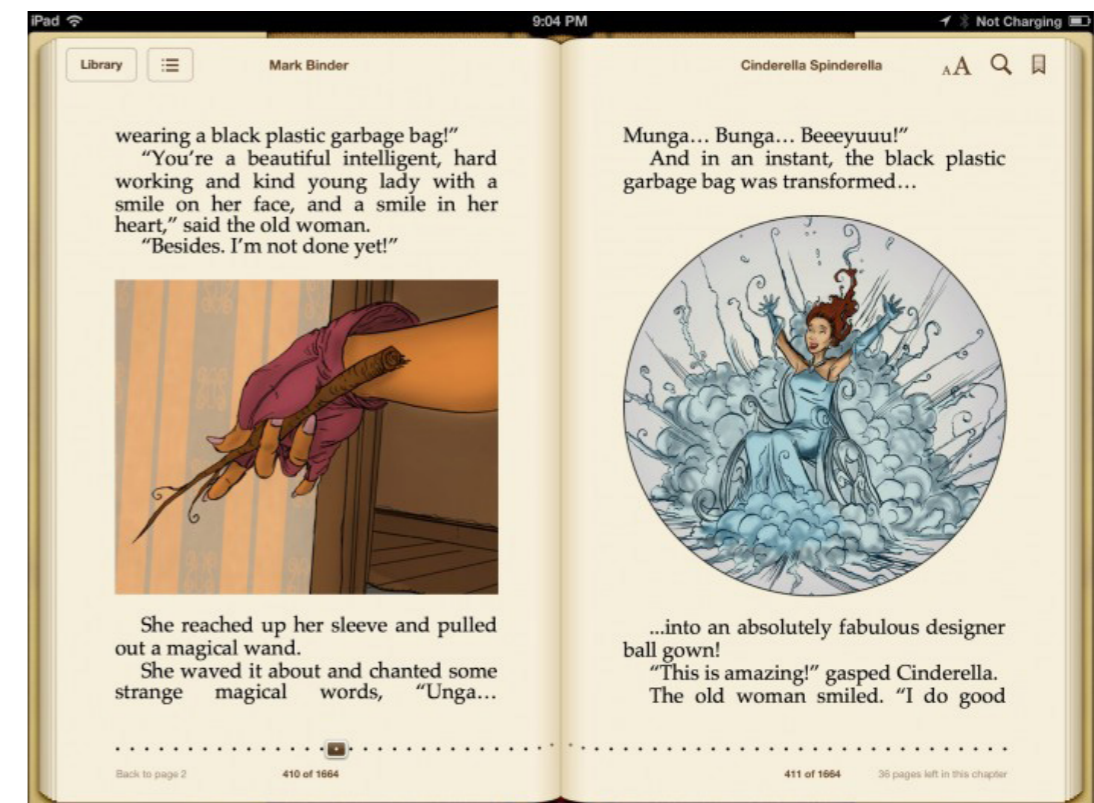 iPad 9:04 PM Not Charging
Library Mark Binder
wearing a black plastic garbage bag!”
“You’re a beautiful intelligent, hard
working and kind young lady with a
smile on her face, and a smile in her
heart,” said the old woman.
“Besides. I’m not done yet!”
She reached up her sleeve and pulled
out a magical wand.
She waved it about and chanted some
strange magical words, “Unga...
Back to page 2 410 of 1664
Cinderella Spinderella AA
Munga... Bunga... Beeeyuuu!”
And in an instant, the black plastic
garbage bag was transformed...
...into an absolutely fabulous designer
ball gown!
“This is amazing!” gasped Cinderella.
The old woman smiled. “I do good
411 of 1664 36 pages left in this chapter